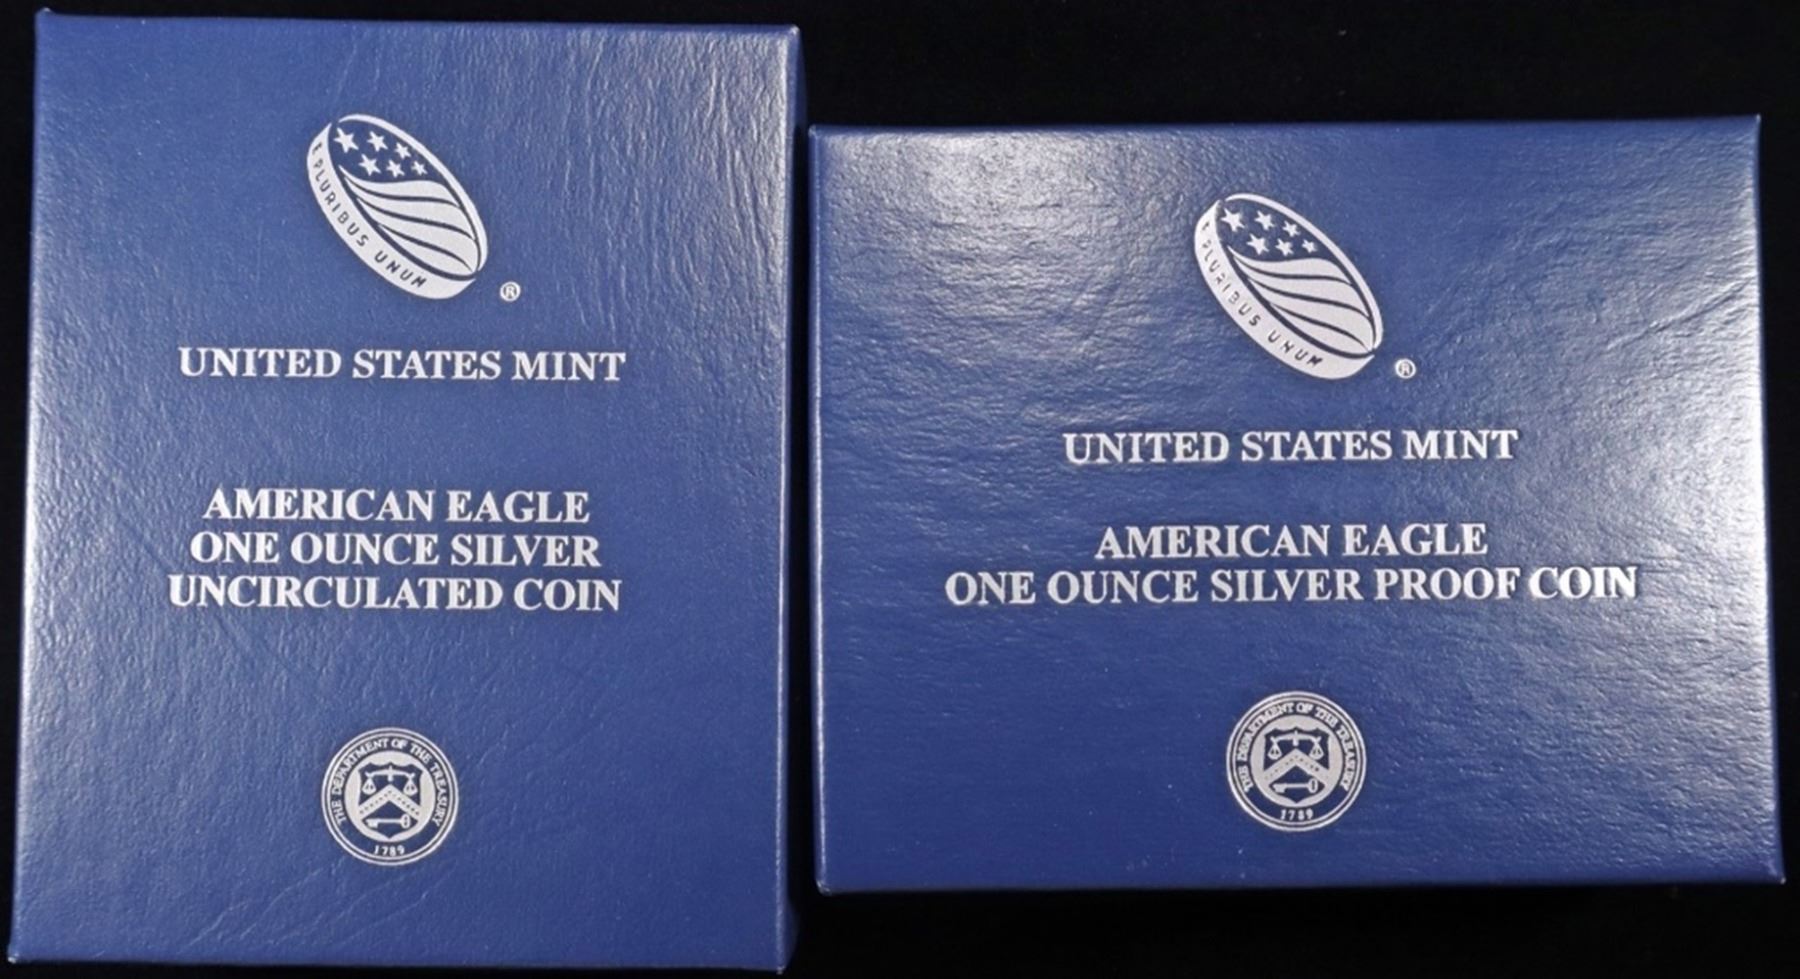 E PLURIBUS UNUM
®
UNITED STATES MINT
AMERICAN EAGLE
ONE OUNCE SILVER
UNCIRCULATED COIN
THE DEPARTMENT OF THE TREASURY
1789
E PLURIBUS UNUM
®
UNITED STATES MINT
AMERICAN EAGLE
ONE OUNCE SILVER PROOF COIN
THE DEPARTMENT OF THE TREASURY
1789